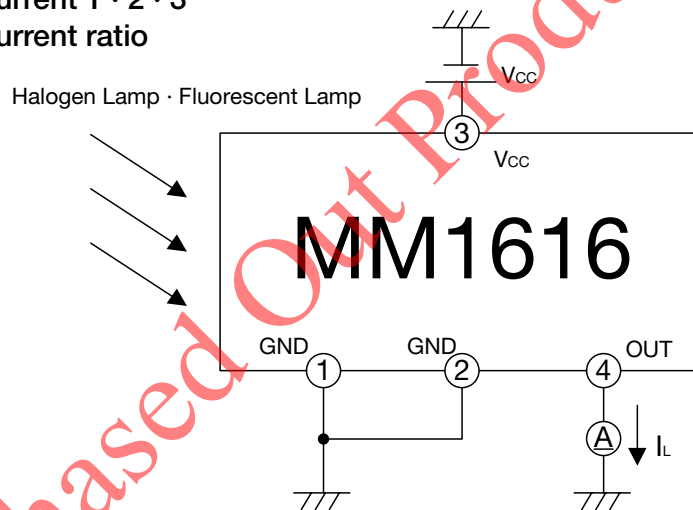 urrent 1 · 2 · 3
urrent ratio
Halogen Lamp · Fluorescent Lamp
VCC
3
VCC
MM1616
GND
GND
OUT
1
2
4
A
IL
hased Out Produ